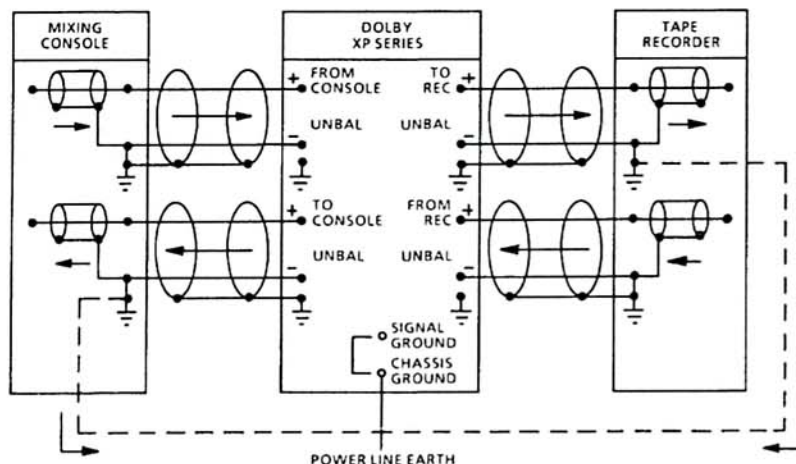 MIXING
CONSOLE
DOLBY
XP SERIES
TAPE
RECORDER
+ FROM
CONSOLE
TO +
REC
UNBAL
UNBAL
-
-
+ TO
CONSOLE
FROM +
REC
UNBAL
UNBAL
-
-
SIGNAL
GROUND
CHASSIS
GROUND
POWER LINE EARTH